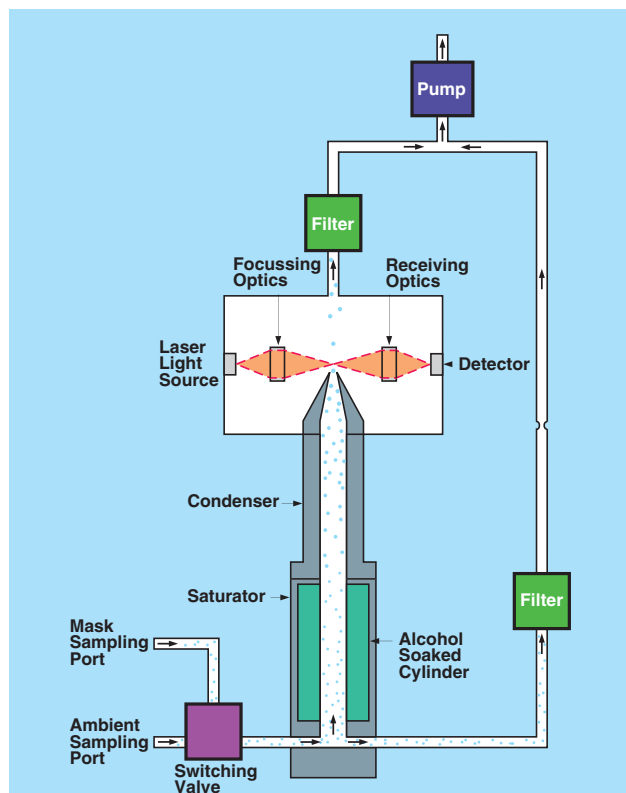 Pump
Filter
Focussing
Optics
Receiving
Optics
Laser
Light
Source
Detector
Condenser
Saturator
Filter
Mask
Sampling
Port
Alcohol
Soaked
Cylinder
Ambient
Sampling
Port
Switching
Valve